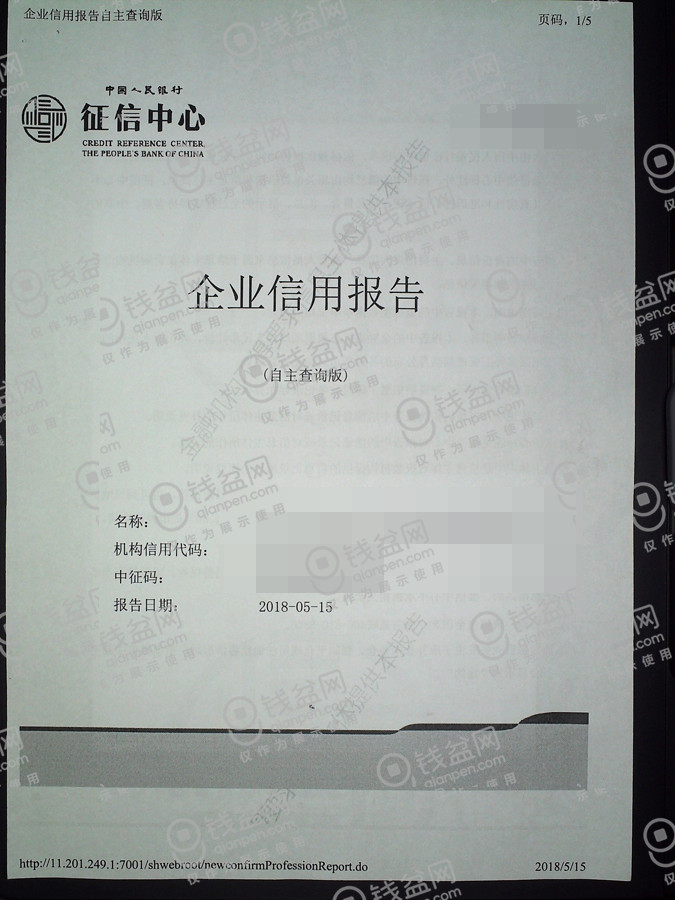 企业信用报告自主查询版
页码，1/5
中国人民银行
征信中心
CREDIT REFERENCE CENTER,
THE PEOPLE'S BANK OF CHINA
企业信用报告
(自主查询版)
名称：
机构信用代码：
中征码：
报告日期：
2018-05-15
http://11.201.249.1:7001/shwebroot/newconfirmProfessionReport.do
2018/5/15
钱盆网
qianpen.com
仅作为展示使用